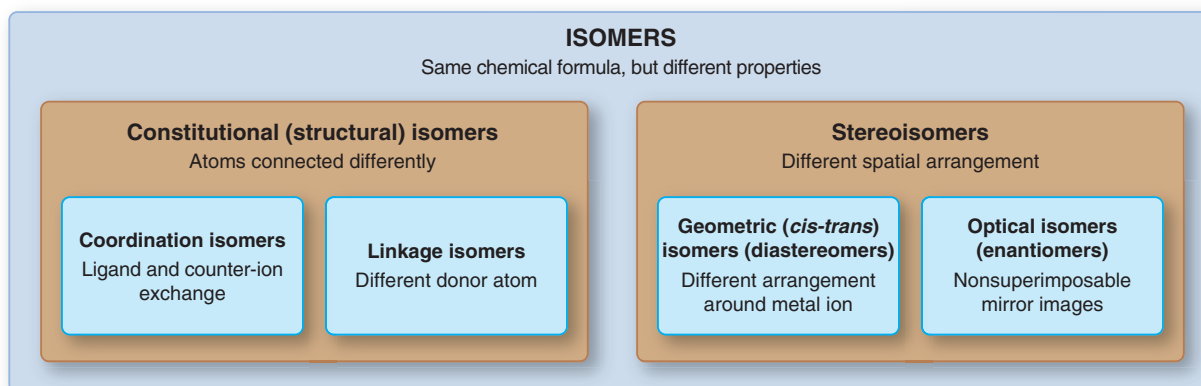 ISOMERS
Same chemical formula, but different properties
Constitutional (structural) isomers
Atoms connected differently
Coordination isomers
Ligand and counter-ion
exchange
Linkage isomers
Different donor atom
Stereoisomers
Different spatial arrangement
Geometric (cis-trans)
isomers (diastereomers)
Different arrangement
around metal ion
Optical isomers
(enantiomers)
Nonsuperimposable
mirror images